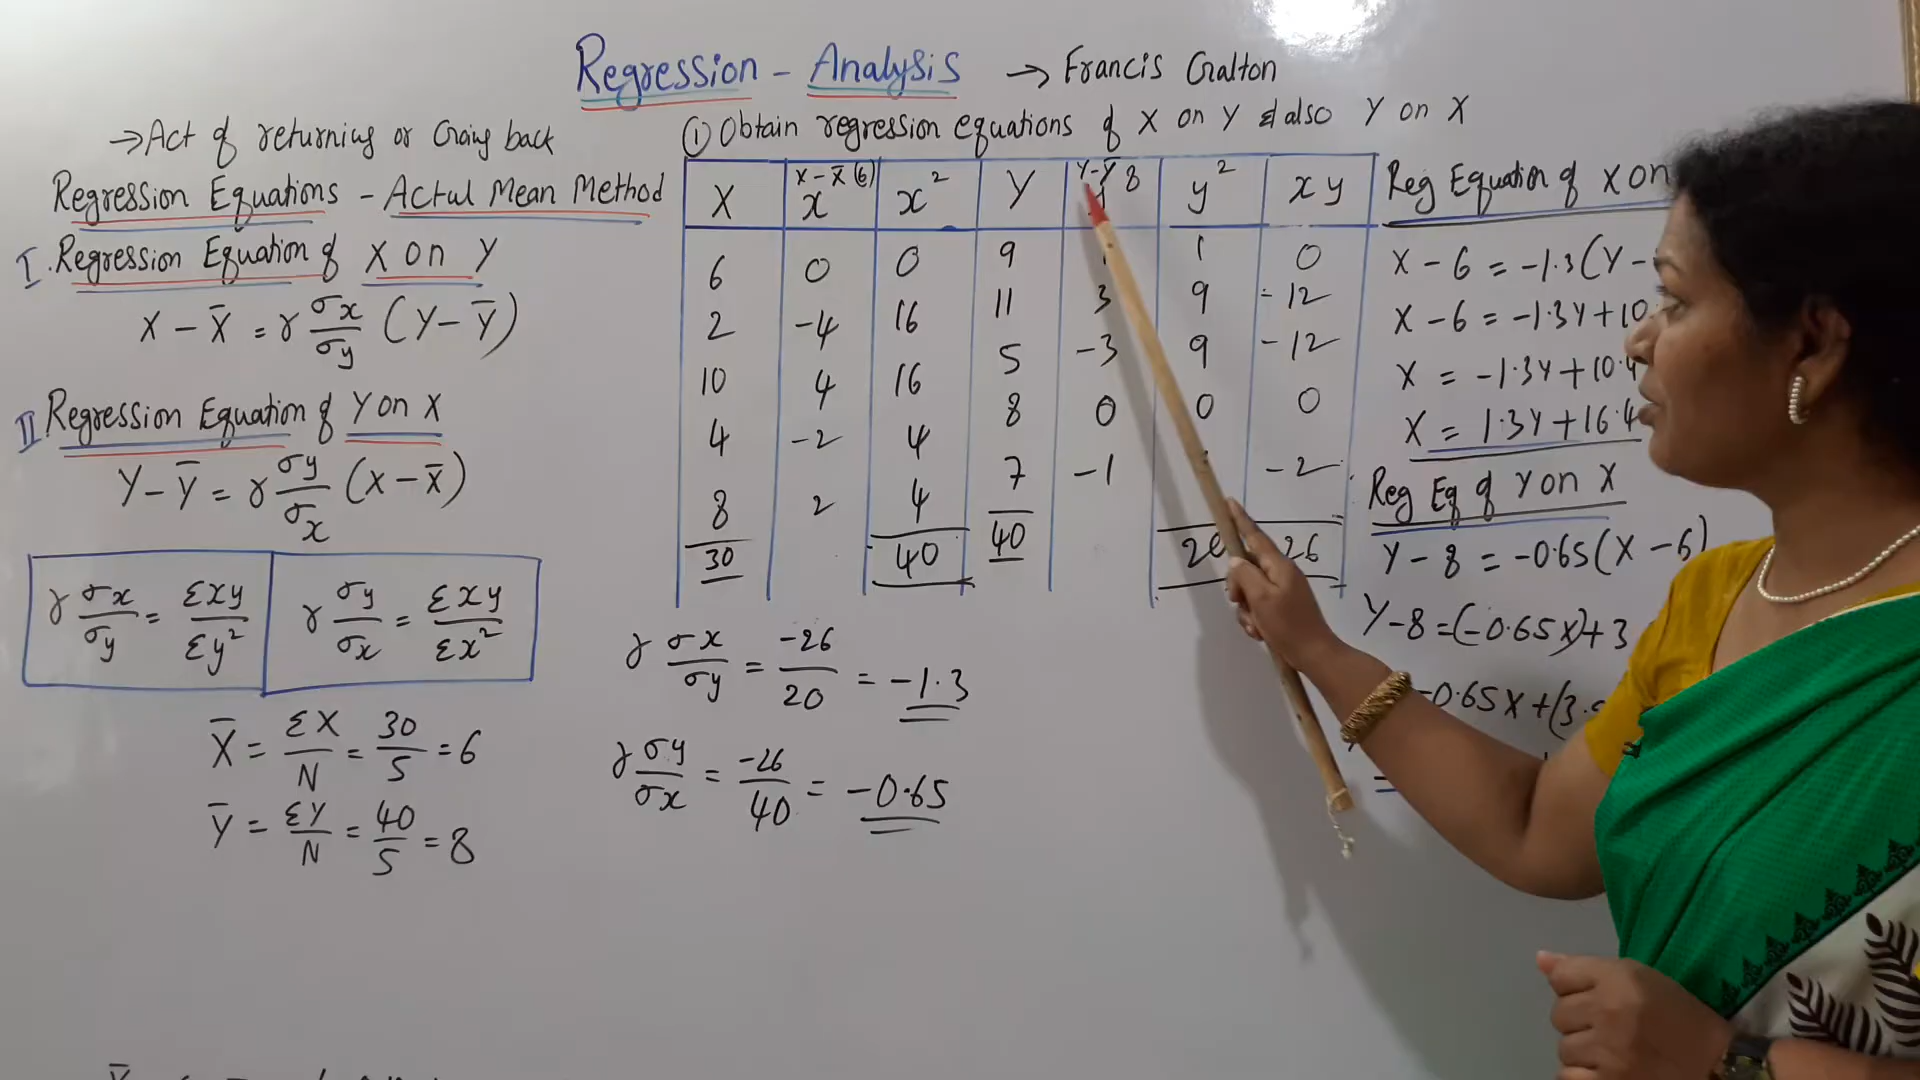 Regression - Analysis → Francis Galton
→ Act of returning or Going back
Regression Equations - Actul Mean Method
I. Regression Equation of X on Y
X - X̄ = r σx/σy (Y - Ȳ)
II Regression Equation of Y on X
Y - Ȳ = r σy/σx (X - X̄)
r σx/σy = Σxy/Σy² | r σy/σx = Σxy/Σx²
X̄ = ΣX/N = 30/5 = 6
Ȳ = ΣY/N = 40/5 = 8
① Obtain regression equations of X on Y & also Y on X
X | X - X̄ (6) x | x² | Y | Y - Ȳ 8 | y² | xy
6 | 0 | 0 | 9 | | 1 | 0
2 | -4 | 16 | 11 | 3 | 9 | -12
10 | 4 | 16 | 5 | -3 | 9 | -12
4 | -2 | 4 | 8 | 0 | 0 | 0
8 | 2 | 4 | 7 | -1 | | -2
30 | | 40 | 40 | | | 26
r σx/σy = -26/20 = -1.3
r σy/σx = -26/40 = -0.65
Reg Equation of X on
X - 6 = -1.3(Y -
X - 6 = -1.3Y + 10.
X = -1.3Y + 10.4
X = 1.3Y + 16.4
Reg Eq of Y on X
Y - 8 = -0.65(X - 6)
Y - 8 = (-0.65X) + 3
-0.65X + (3.
=